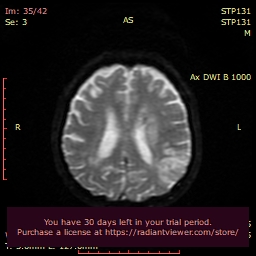 Im: 35/42
Se: 3
AS
STP131
STP131
M
Ax DWI B 1000
R
L
You have 30 days left in your trial period.
Purchase a license at https://radiantviewer.com/store/